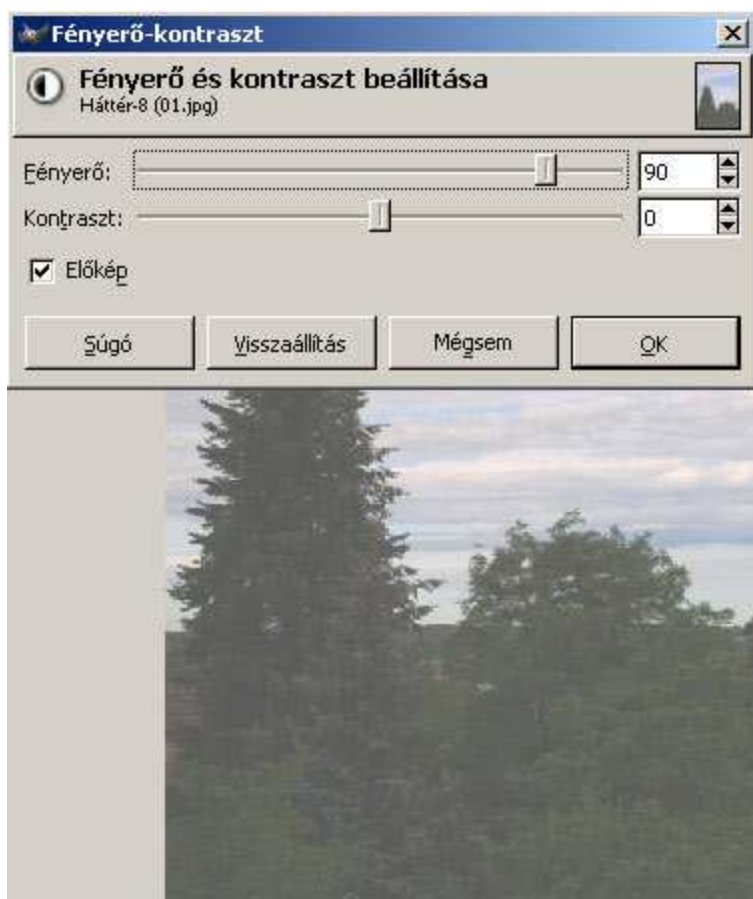 Fényerő-kontraszt
Fényerő és kontraszt beállítása
Háttér-8 (01.jpg)
Fényerő: 90
Kontraszt: 0
Előkép
Súgó Visszaállítás Mégsem OK